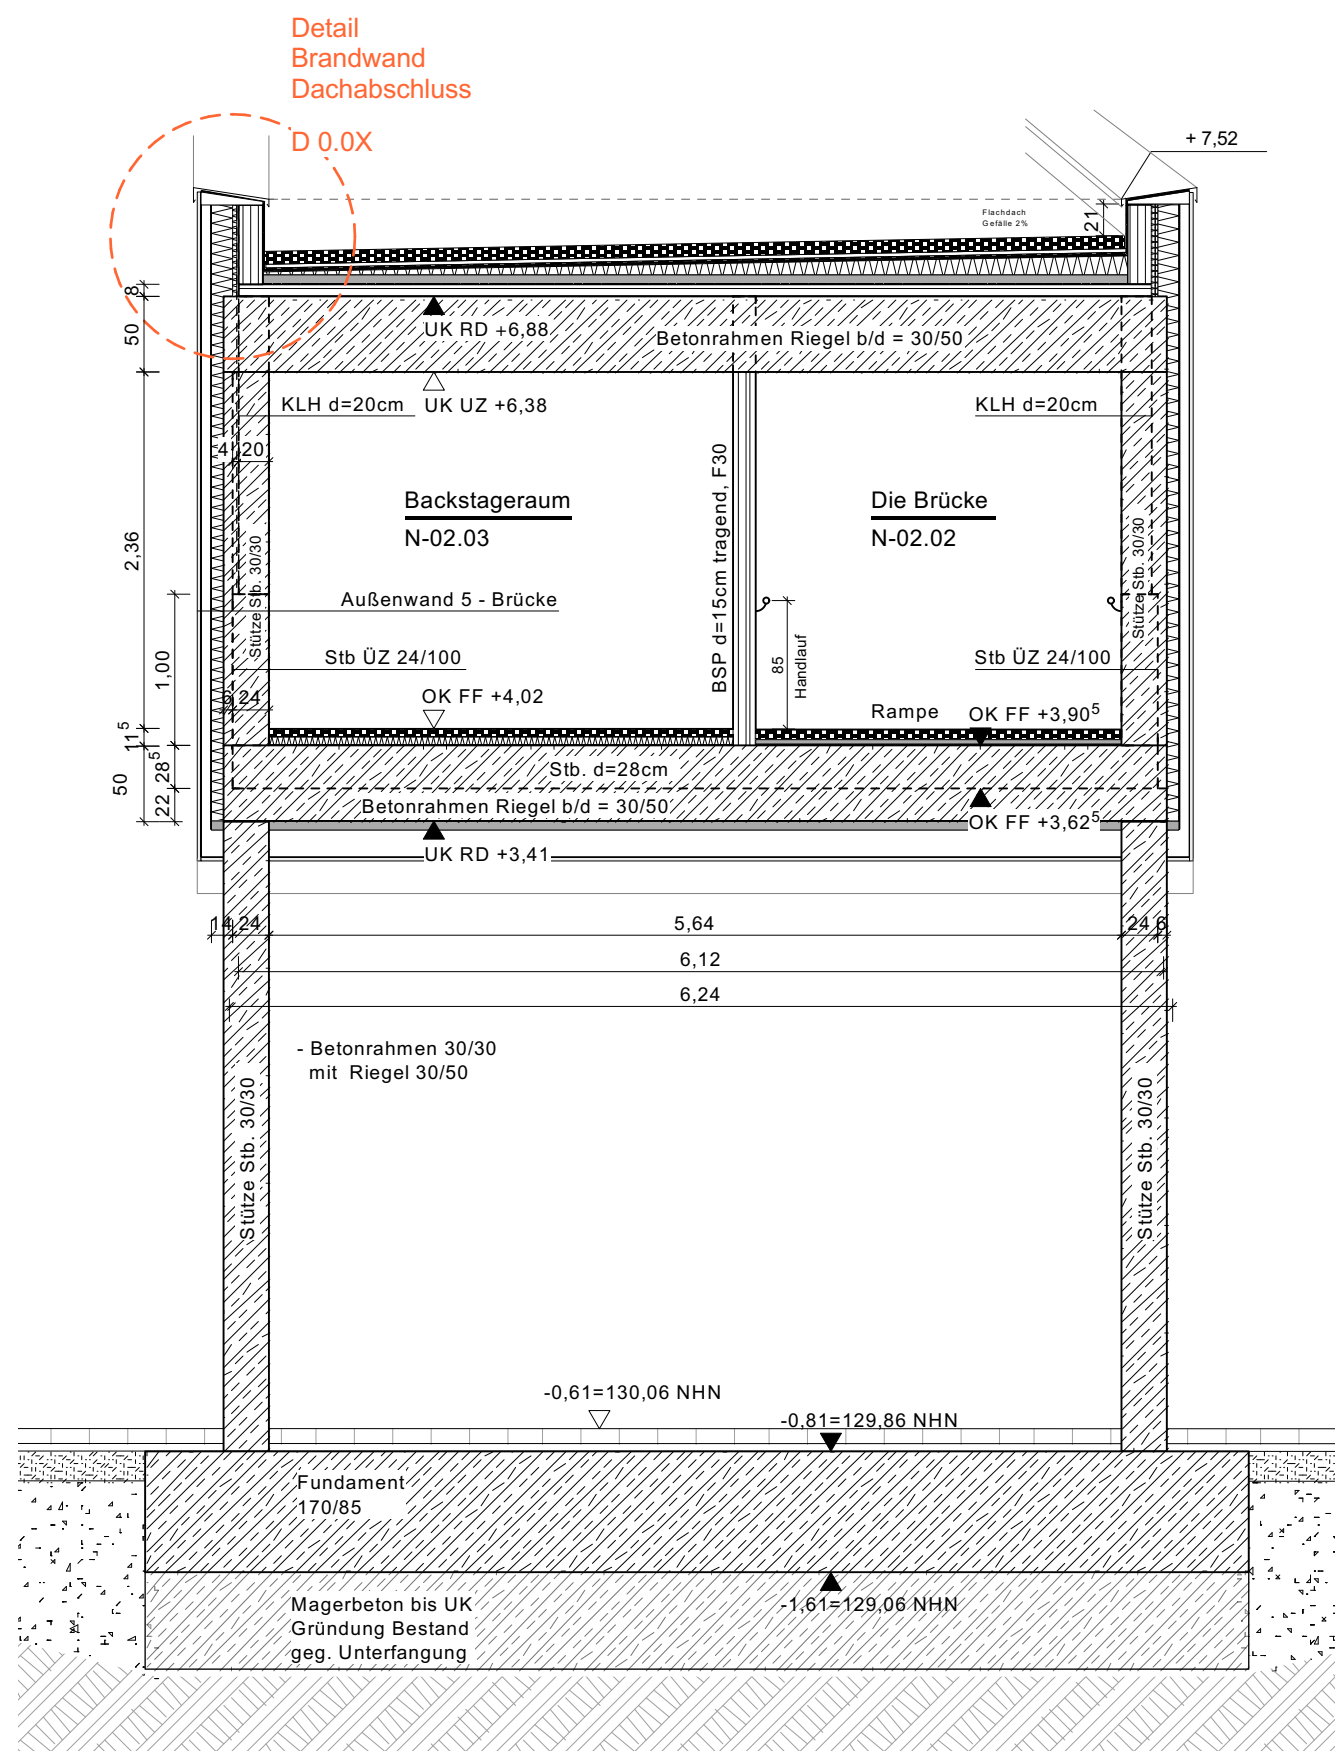 Detail
Brandwand
Dachabschluss
D 0.0X
+ 7,52
Flachdach
Gefälle 2%
21
8
50
UK RD +6,88
Betonrahmen Riegel b/d = 30/50
KLH d=20cm
UK UZ +6,38
KLH d=20cm
4
20
2,36
Backstageraum
N-02.03
BSP d=15cm tragend, F30
Die Brücke
N-02.02
Stütze Stb. 30/30
Stütze Stb. 30/30
Außenwand 5 - Brücke
1,00
Stb ÜZ 24/100
85
Handlauf
Stb ÜZ 24/100
6
24
OK FF +4,02
Rampe
OK FF +3,90⁵
11⁵
28⁵
50
22
Stb. d=28cm
Betonrahmen Riegel b/d = 30/50
OK FF +3,62⁵
UK RD +3,41
14
24
5,64
24
6
6,12
6,24
- Betonrahmen 30/30
mit Riegel 30/50
Stütze Stb. 30/30
Stütze Stb. 30/30
-0,61=130,06 NHN
-0,81=129,86 NHN
Fundament
170/85
-1,61=129,06 NHN
Magerbeton bis UK
Gründung Bestand
geg. Unterfangung